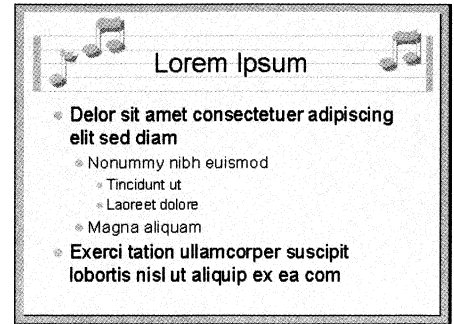 Lorem Ipsum
Delor sit amet consectetuer adipiscing
elit sed diam
Nonummy nibh euismod
Tincidunt ut
Laoreet dolore
Magna aliquam
Exerci tation ullamcorper suscipit
lobortis nisl ut aliquip ex ea com